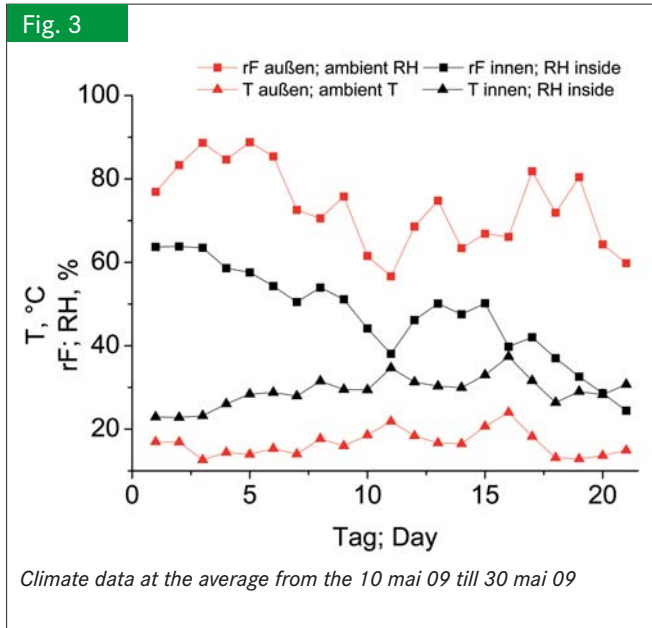 Fig. 3
rF außen; ambient RH
rF innen; RH inside
T außen; ambient T
T innen; RH inside
100
80
60
40
20
T, °C
rF; RH, %
0 5 10 15 20
Tag; Day
Climate data at the average from the 10 mai 09 till 30 mai 09